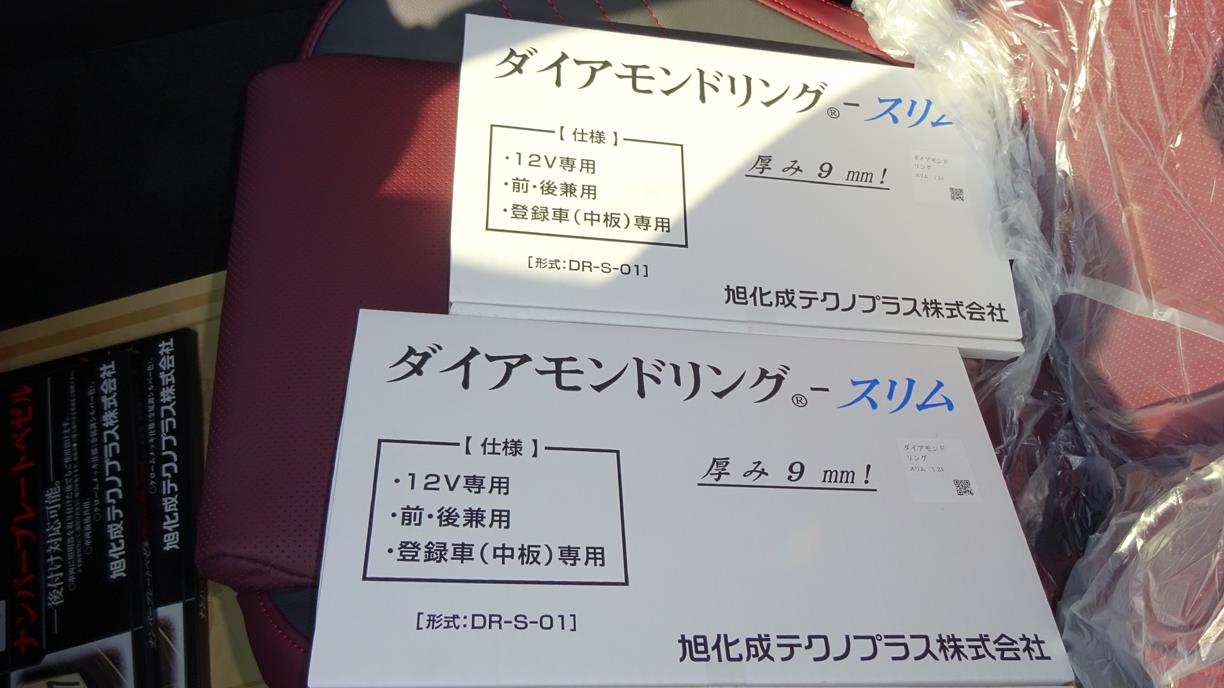 ダイアモンドリング®-スリム
【 仕様 】
・12V専用
・前・後兼用
・登録車(中板)専用
厚み 9 mm!
ダイアモンド
リング
スリム 12V
[形式:DR-S-01]
旭化成テクノプラス株式会社
ダイアモンドリング®-スリム
【 仕様 】
・12V専用
・前・後兼用
・登録車(中板)専用
厚み 9 mm!
ダイアモンド
リング
スリム 12V
[形式:DR-S-01]
旭化成テクノプラス株式会社
ナンバープレートベゼル
後付け対応可能。
旭化成テクノプラス株式会社
旭化成テクノプラス株式会社